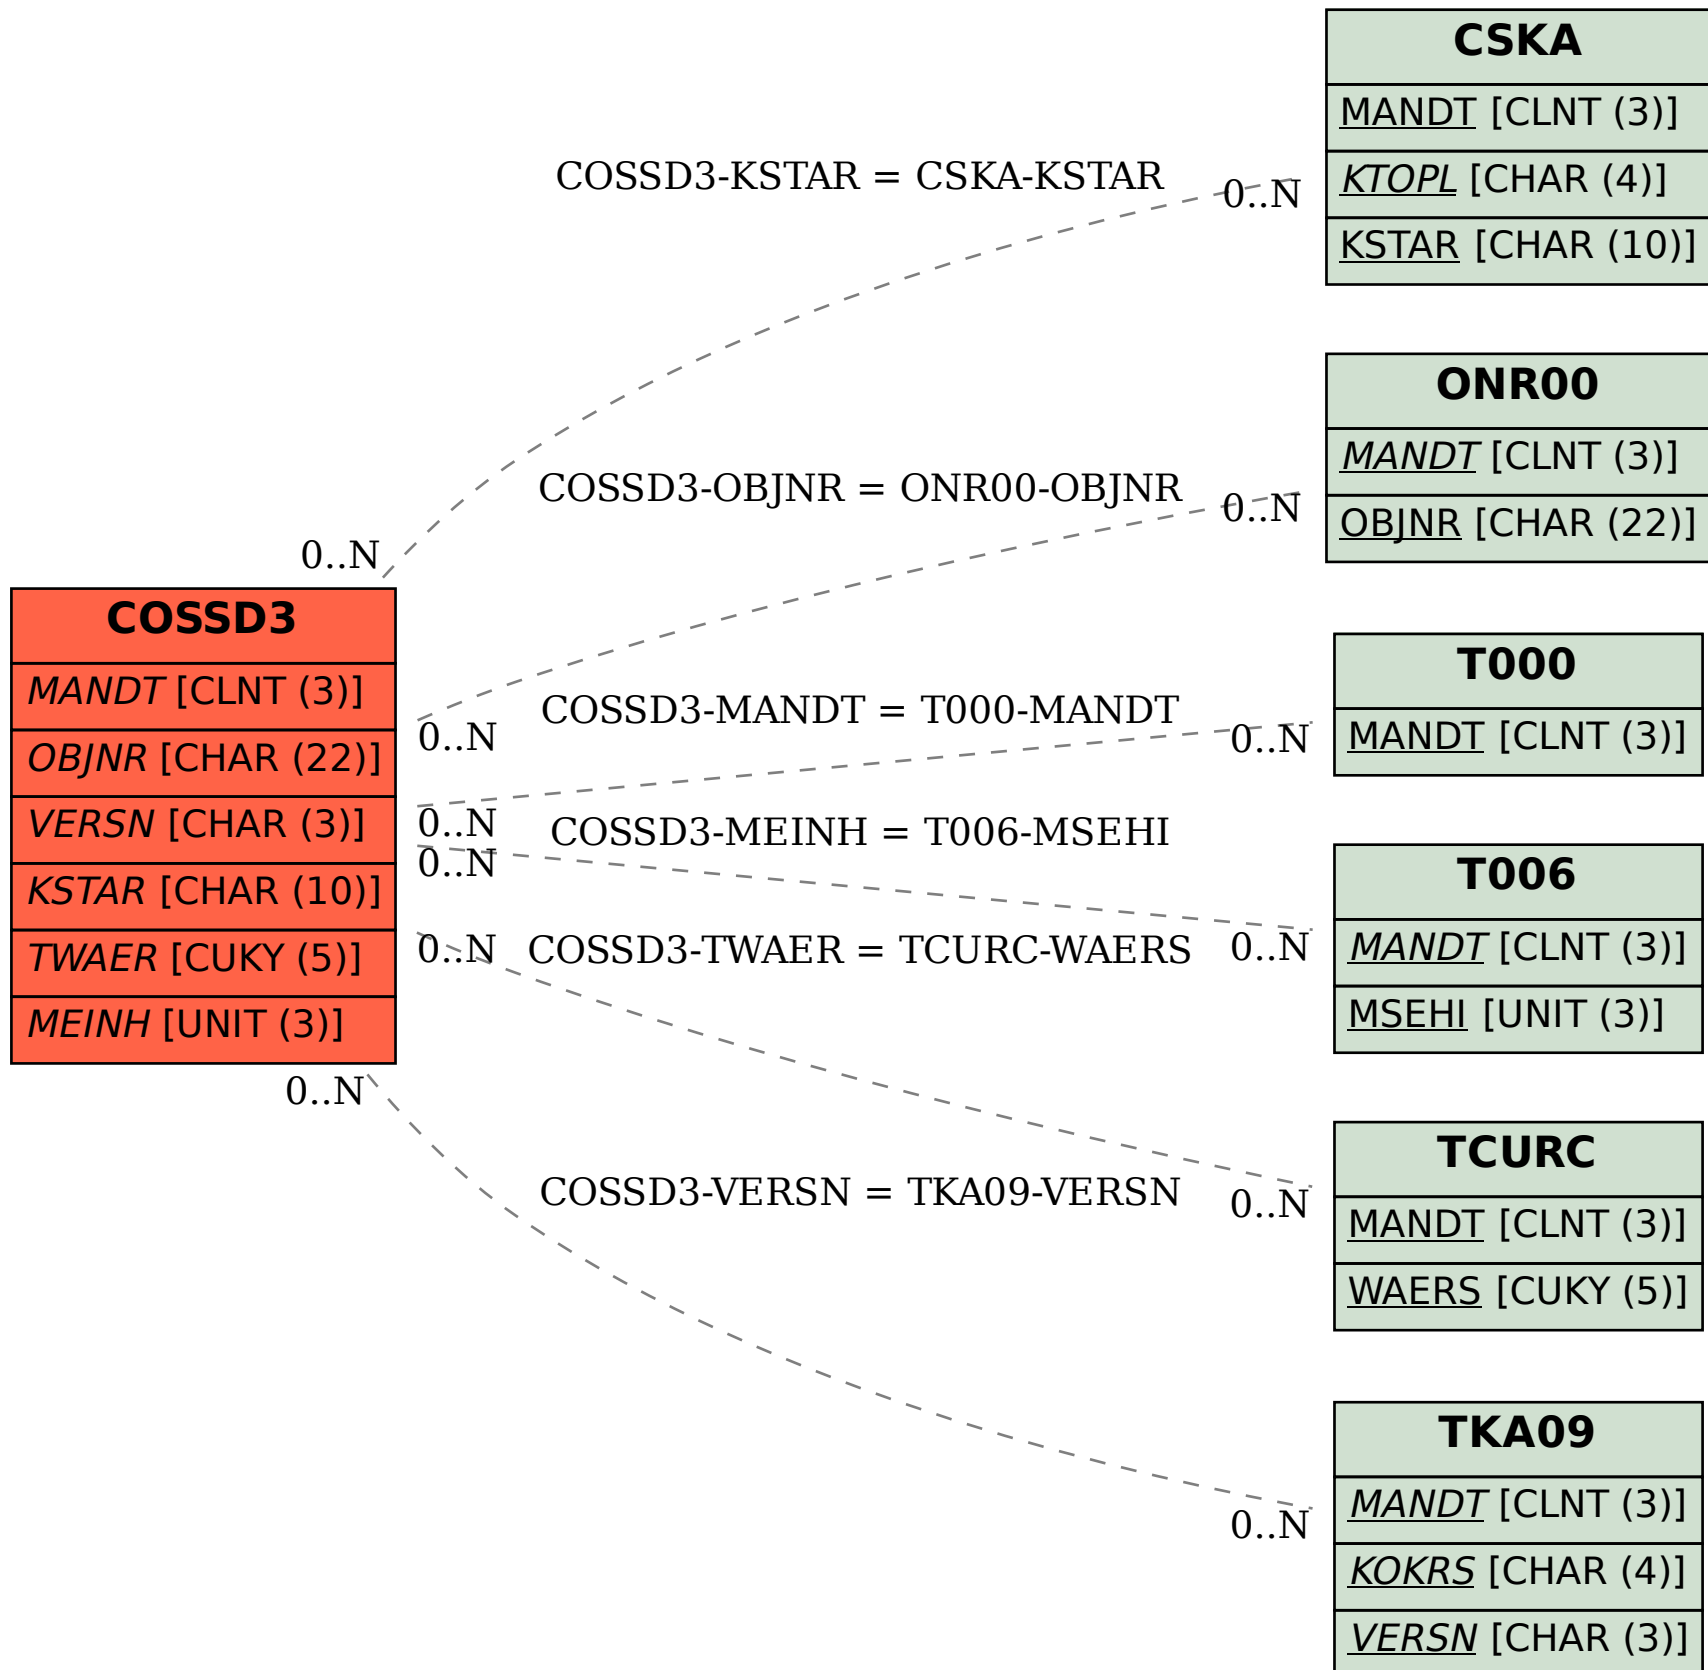 CSKA
MANDT [CLNT (3)]
KTOPL [CHAR (4)]
KSTAR [CHAR (10)]
COSSD3-KSTAR = CSKA-KSTAR
0..N
0..N
ONR00
MANDT [CLNT (3)]
OBJNR [CHAR (22)]
COSSD3-OBJNR = ONR00-OBJNR
0..N
0..N
COSSD3
MANDT [CLNT (3)]
OBJNR [CHAR (22)]
VERSN [CHAR (3)]
KSTAR [CHAR (10)]
TWAER [CUKY (5)]
MEINH [UNIT (3)]
T000
MANDT [CLNT (3)]
COSSD3-MANDT = T000-MANDT
0..N
0..N
COSSD3-MEINH = T006-MSEHI
0..N
0..N
T006
MANDT [CLNT (3)]
MSEHI [UNIT (3)]
COSSD3-TWAER = TCURC-WAERS
0..N
0..N
TCURC
MANDT [CLNT (3)]
WAERS [CUKY (5)]
COSSD3-VERSN = TKA09-VERSN
0..N
0..N
TKA09
MANDT [CLNT (3)]
KOKRS [CHAR (4)]
VERSN [CHAR (3)]